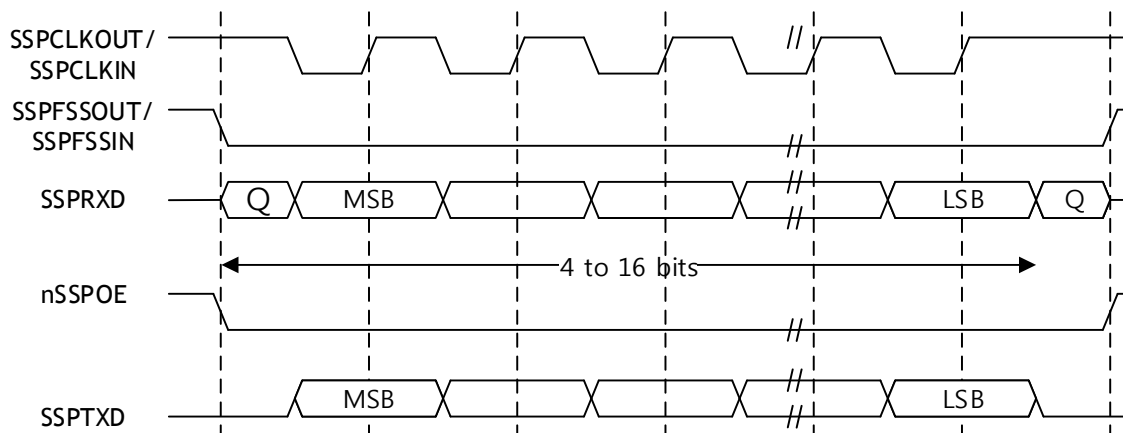 SSPCLKOUT/
SSPCLKIN
SSPFSSOUT/
SSPFSSIN
SSPRXD
Q MSB LSB Q
4 to 16 bits
nSSPOE
MSB LSB
SSPTXD